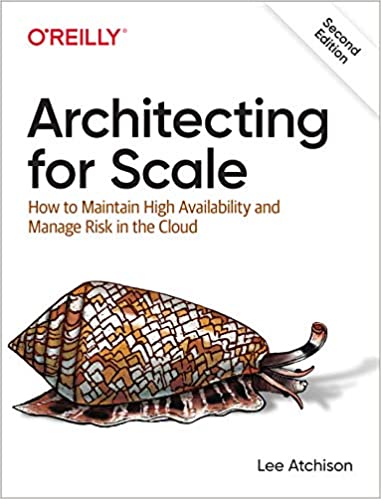 O'REILLY®
Second
Edition
Architecting
for Scale
How to Maintain High Availability and
Manage Risk in the Cloud
Lee Atchison